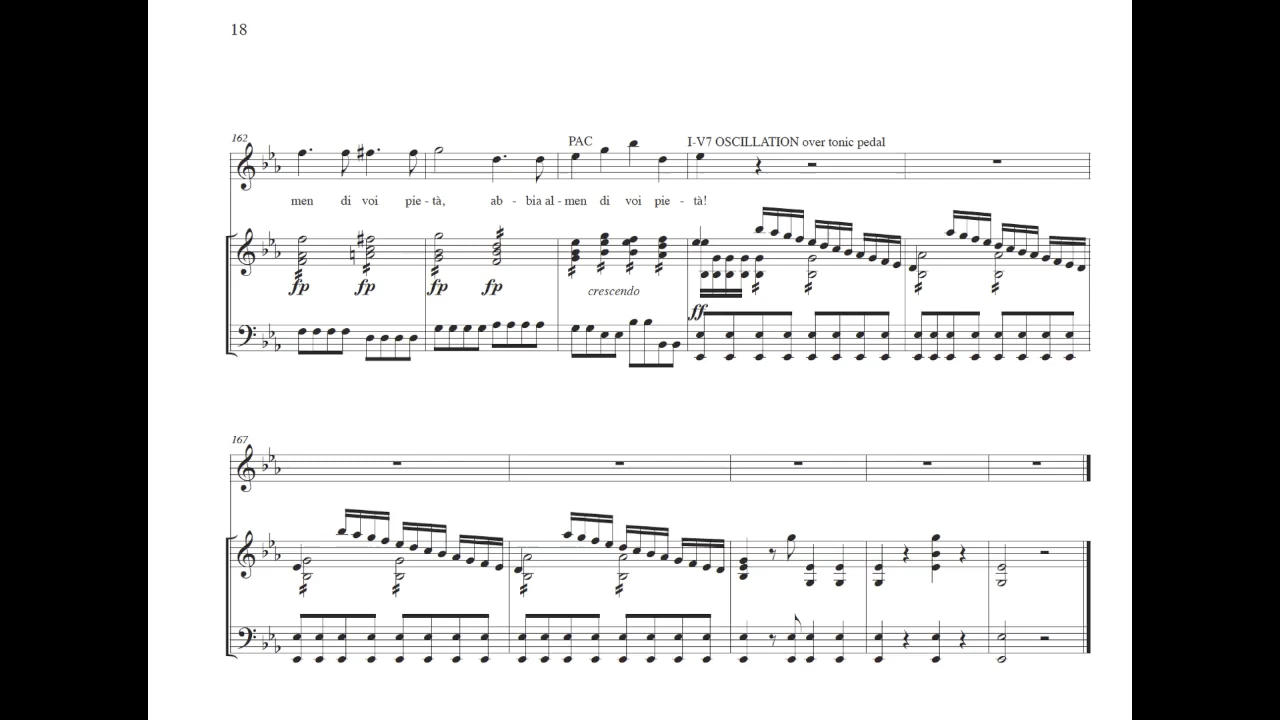 18
162
PAC
I-V7 OSCILLATION over tonic pedal
men di voi pie - tà, ab - bia al - men di voi pie - tà!
fp fp fp fp crescendo
ff
167